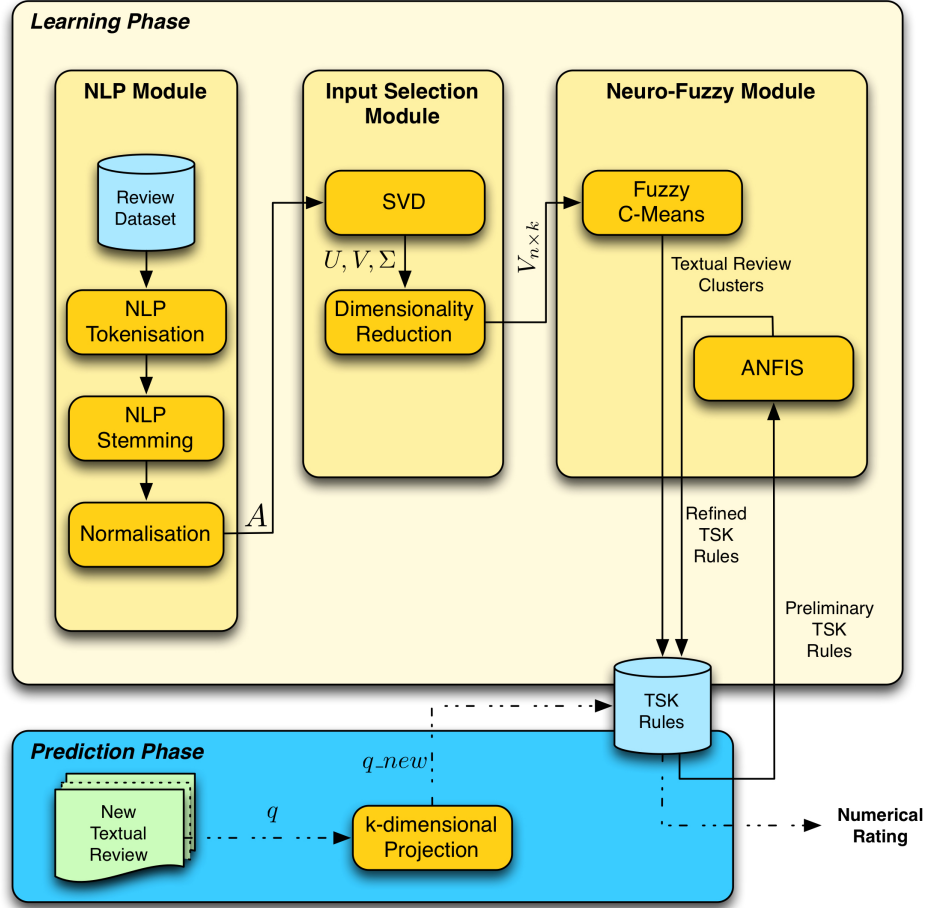 Learning Phase
NLP Module
Review
Dataset
NLP
Tokenisation
NLP
Stemming
Normalisation
A
Input Selection
Module
SVD
U, V, Σ
Dimensionality
Reduction
V_{n×k}
Neuro-Fuzzy Module
Fuzzy
C-Means
Textual Review
Clusters
ANFIS
Refined
TSK
Rules
Preliminary
TSK
Rules
TSK
Rules
Prediction Phase
New
Textual
Review
q
k-dimensional
Projection
q_new
Numerical
Rating